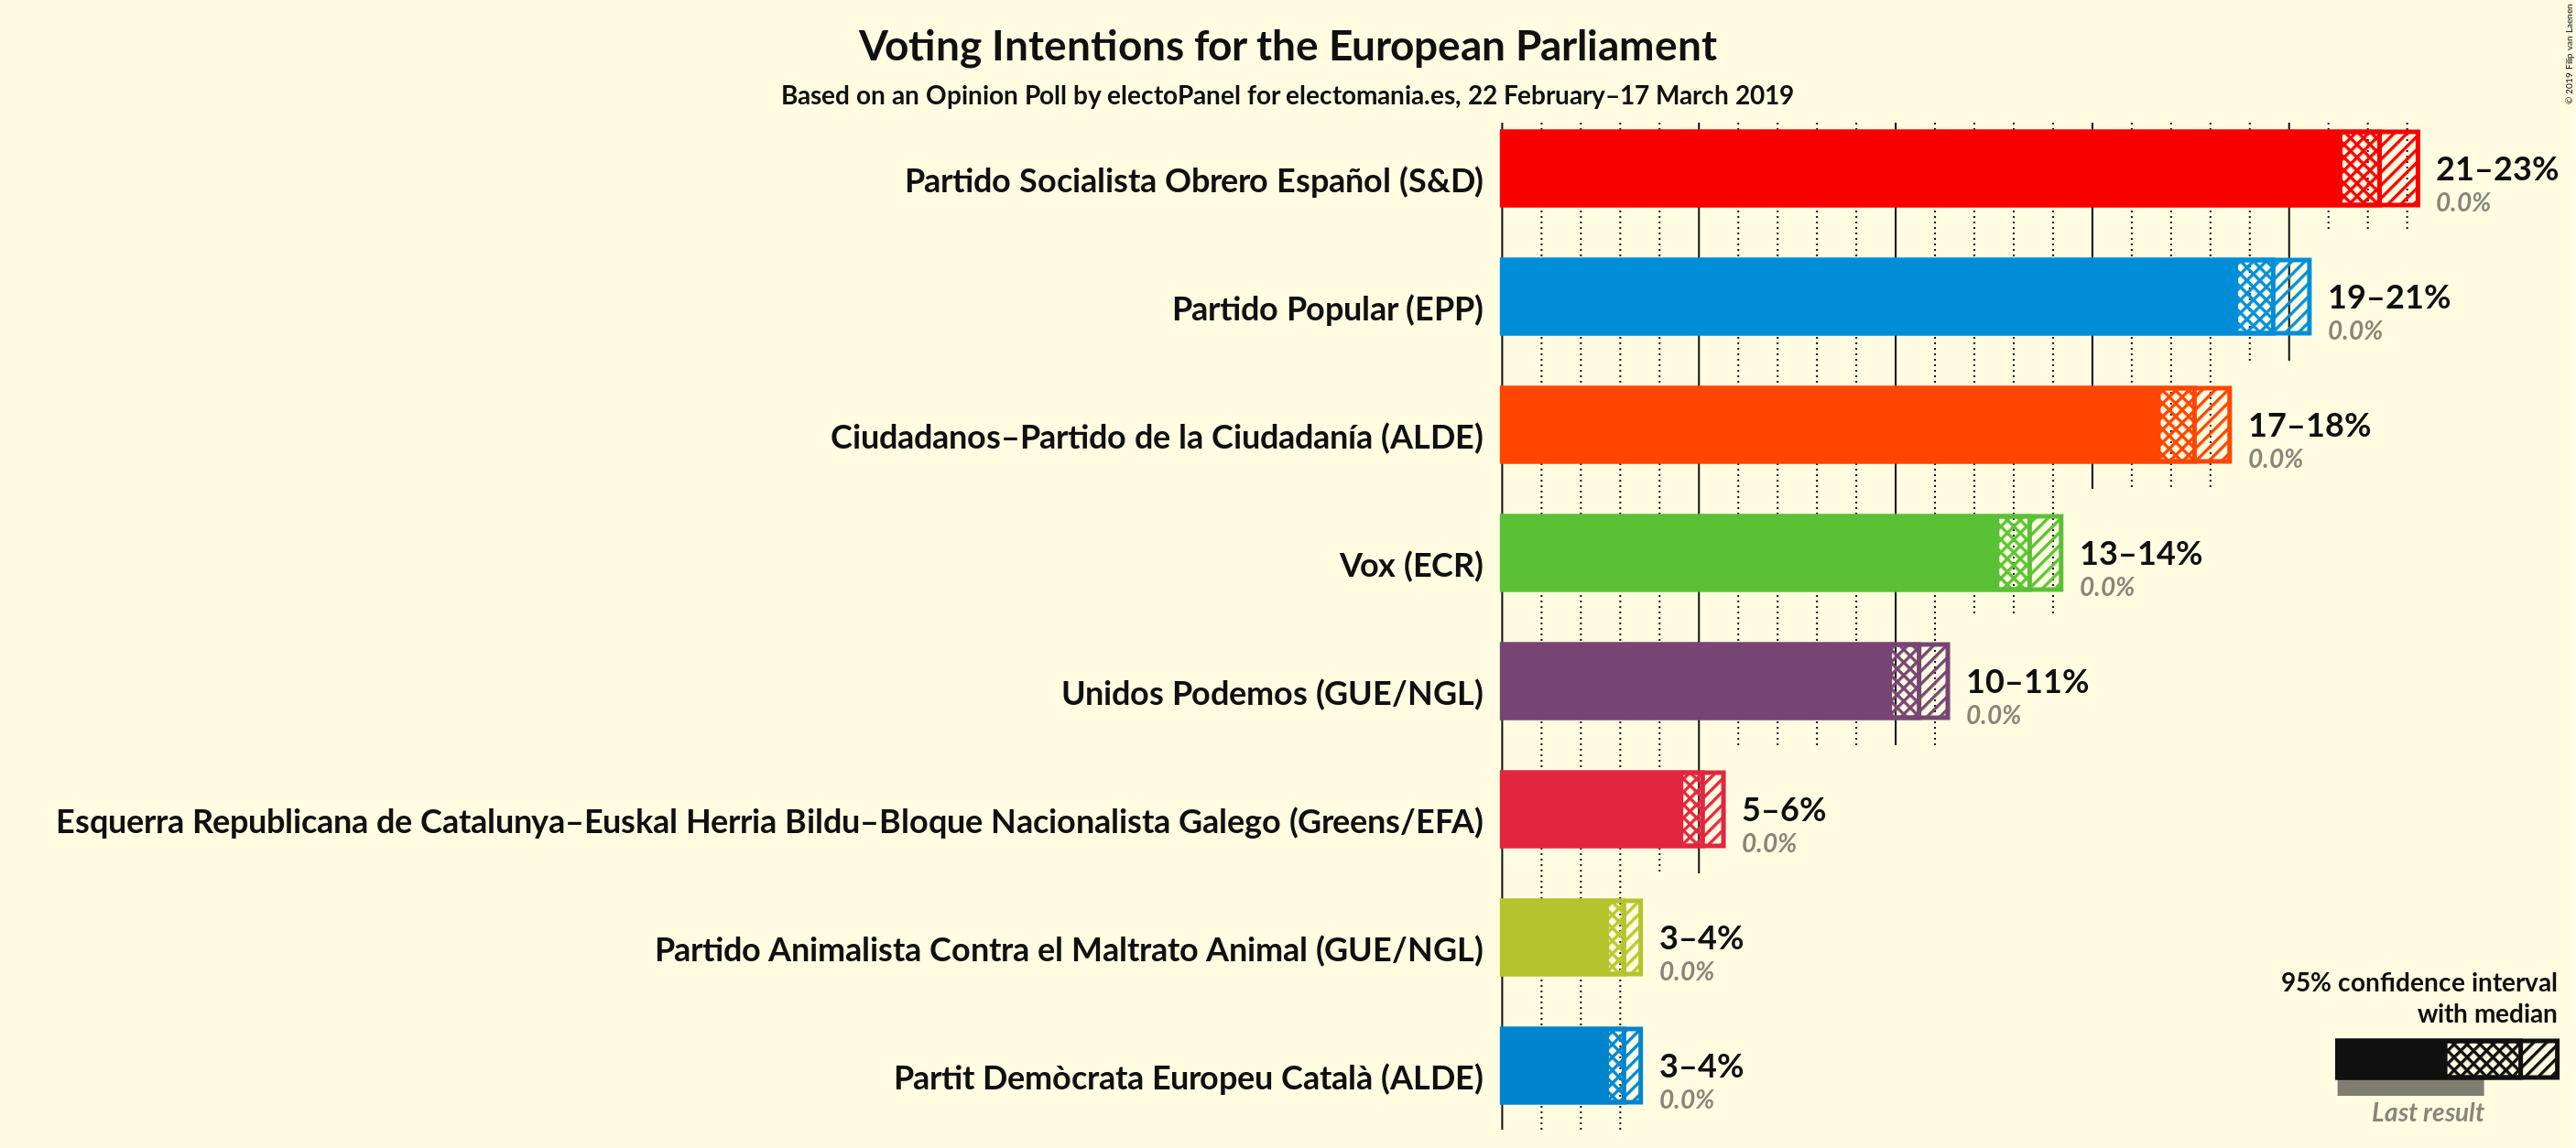 Voting Intentions for the European Parliament
Based on an Opinion Poll by electoPanel for electomania.es, 22 February–17 March 2019
© 2019 Filip van Laenen
Partido Socialista Obrero Español (S&D)
21–23%
0.0%
Partido Popular (EPP)
19–21%
0.0%
Ciudadanos–Partido de la Ciudadanía (ALDE)
17–18%
0.0%
Vox (ECR)
13–14%
0.0%
Unidos Podemos (GUE/NGL)
10–11%
0.0%
Esquerra Republicana de Catalunya–Euskal Herria Bildu–Bloque Nacionalista Galego (Greens/EFA)
5–6%
0.0%
Partido Animalista Contra el Maltrato Animal (GUE/NGL)
3–4%
0.0%
Partit Demòcrata Europeu Català (ALDE)
3–4%
0.0%
95% confidence interval
with median
Last result